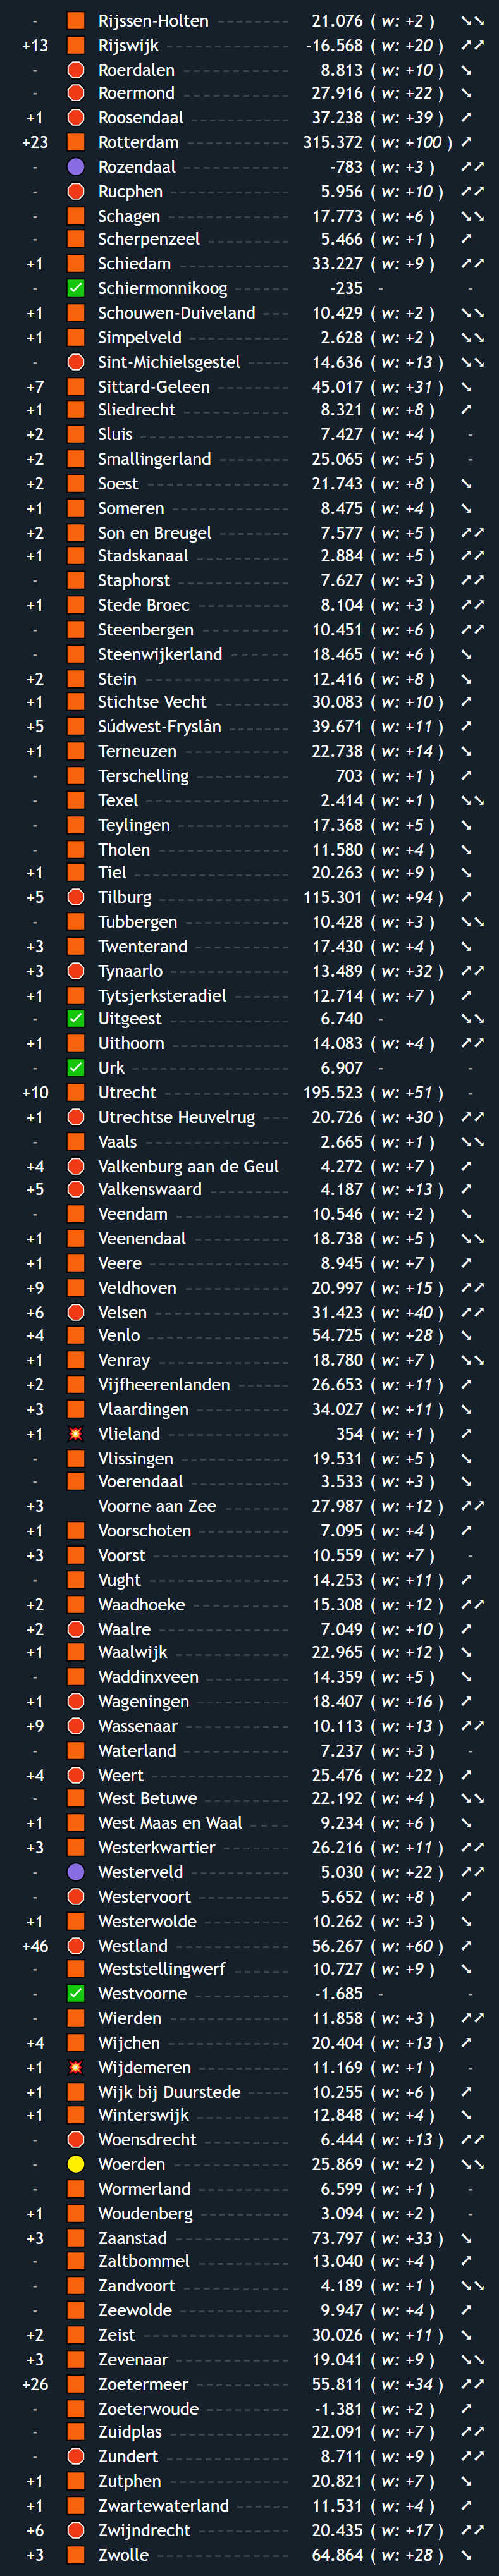 - Rijssen-Holten 21.076 ( w: +2 ) ↘↘
+13 Rijswijk -16.568 ( w: +20 ) ↗↗
- Roerdalen 8.813 ( w: +10 ) ↘
- Roermond 27.916 ( w: +22 ) ↘
+1 Roosendaal 37.238 ( w: +39 ) ↗
+23 Rotterdam 315.372 ( w: +100 ) ↗
- Rozendaal -783 ( w: +3 ) ↗↗
- Rucphen 5.956 ( w: +10 ) ↗↗
- Schagen 17.773 ( w: +6 ) ↘↘
- Scherpenzeel 5.466 ( w: +1 ) ↗
+1 Schiedam 33.227 ( w: +9 ) ↗↗
- Schiermonnikoog -235 - -
+1 Schouwen-Duiveland 10.429 ( w: +2 ) ↘↘
+1 Simpelveld 2.628 ( w: +2 ) ↘↘
- Sint-Michielsgestel 14.636 ( w: +13 ) ↘↘
+7 Sittard-Geleen 45.017 ( w: +31 ) ↘
+1 Sliedrecht 8.321 ( w: +8 ) ↗
+2 Sluis 7.427 ( w: +4 ) -
+2 Smallingerland 25.065 ( w: +5 ) -
+2 Soest 21.743 ( w: +8 ) ↘
+1 Someren 8.475 ( w: +4 ) ↘
+2 Son en Breugel 7.577 ( w: +5 ) ↗↗
+1 Stadskanaal 2.884 ( w: +5 ) ↗↗
- Staphorst 7.627 ( w: +3 ) ↗↗
+1 Stede Broec 8.104 ( w: +3 ) ↗↗
- Steenbergen 10.451 ( w: +6 ) ↗↗
- Steenwijkerland 18.465 ( w: +6 ) ↘
+2 Stein 12.416 ( w: +8 ) ↘
+1 Stichtse Vecht 30.083 ( w: +10 ) ↗
+5 Súdwest-Fryslân 39.671 ( w: +11 ) ↗
+1 Terneuzen 22.738 ( w: +14 ) ↘
- Terschelling 703 ( w: +1 ) ↗
- Texel 2.414 ( w: +1 ) ↘↘
- Teylingen 17.368 ( w: +5 ) ↘
- Tholen 11.580 ( w: +4 ) ↘
+1 Tiel 20.263 ( w: +9 ) ↘
+5 Tilburg 115.301 ( w: +94 ) ↗
- Tubbergen 10.428 ( w: +3 ) ↘↘
+3 Twenterand 17.430 ( w: +4 ) ↘
+3 Tynaarlo 13.489 ( w: +32 ) ↗↗
+1 Tytsjerksteradiel 12.714 ( w: +7 ) ↗
- Uitgeest 6.740 - ↘↘
+1 Uithoorn 14.083 ( w: +4 ) ↗↗
- Urk 6.907 - -
+10 Utrecht 195.523 ( w: +51 ) -
+1 Utrechtse Heuvelrug 20.726 ( w: +30 ) ↗↗
- Vaals 2.665 ( w: +1 ) ↘↘
+4 Valkenburg aan de Geul 4.272 ( w: +7 ) ↗
+5 Valkenswaard 4.187 ( w: +13 ) ↗
- Veendam 10.546 ( w: +2 ) ↘
+1 Veenendaal 18.738 ( w: +5 ) ↘↘
+1 Veere 8.945 ( w: +7 ) ↗
+9 Veldhoven 20.997 ( w: +15 ) ↗↗
+6 Velsen 31.423 ( w: +40 ) ↗↗
+4 Venlo 54.725 ( w: +28 ) ↘
+1 Venray 18.780 ( w: +7 ) ↘↘
+2 Vijfheerenlanden 26.653 ( w: +11 ) ↗
+3 Vlaardingen 34.027 ( w: +11 ) ↘
+1 Vlieland 354 ( w: +1 ) ↗
- Vlissingen 19.531 ( w: +5 ) ↘
- Voerendaal 3.533 ( w: +3 ) ↘
+3 Voorne aan Zee 27.987 ( w: +12 ) ↗↗
+1 Voorschoten 7.095 ( w: +4 ) ↗
+3 Voorst 10.559 ( w: +7 ) -
- Vught 14.253 ( w: +11 ) ↗
+2 Waadhoeke 15.308 ( w: +12 ) ↗↗
+2 Waalre 7.049 ( w: +10 ) ↗
+1 Waalwijk 22.965 ( w: +12 ) ↘
- Waddinxveen 14.359 ( w: +5 ) ↘
+1 Wageningen 18.407 ( w: +16 ) ↗
+9 Wassenaar 10.113 ( w: +13 ) ↗↗
- Waterland 7.237 ( w: +3 ) -
+4 Weert 25.476 ( w: +22 ) ↗
- West Betuwe 22.192 ( w: +4 ) ↘↘
+1 West Maas en Waal 9.234 ( w: +6 ) ↘
+3 Westerkwartier 26.216 ( w: +11 ) ↗↗
- Westerveld 5.030 ( w: +22 ) ↗↗
- Westervoort 5.652 ( w: +8 ) ↗
+1 Westerwolde 10.262 ( w: +3 ) ↘
+46 Westland 56.267 ( w: +60 ) ↗
- Weststellingwerf 10.727 ( w: +9 ) ↘
- Westvoorne -1.685 - -
- Wierden 11.858 ( w: +3 ) ↗↗
+4 Wijchen 20.404 ( w: +13 ) ↗
+1 Wijdemeren 11.169 ( w: +1 ) -
+1 Wijk bij Duurstede 10.255 ( w: +6 ) ↗
+1 Winterswijk 12.848 ( w: +4 ) ↘
- Woensdrecht 6.444 ( w: +13 ) ↗↗
- Woerden 25.869 ( w: +2 ) ↘↘
- Wormerland 6.599 ( w: +1 ) -
+1 Woudenberg 3.094 ( w: +2 ) -
+3 Zaanstad 73.797 ( w: +33 ) ↘
- Zaltbommel 13.040 ( w: +4 ) ↗
- Zandvoort 4.189 ( w: +1 ) ↘↘
- Zeewolde 9.947 ( w: +4 ) ↗
+2 Zeist 30.026 ( w: +11 ) ↘
+3 Zevenaar 19.041 ( w: +9 ) ↘↘
+26 Zoetermeer 55.811 ( w: +34 ) ↗↗
- Zoeterwoude -1.381 ( w: +2 ) ↗
- Zuidplas 22.091 ( w: +7 ) ↗↗
- Zundert 8.711 ( w: +9 ) ↗↗
+1 Zutphen 20.821 ( w: +7 ) ↘
+1 Zwartewaterland 11.531 ( w: +4 ) ↗
+6 Zwijndrecht 20.435 ( w: +17 ) ↗↗
+3 Zwolle 64.864 ( w: +28 ) ↘